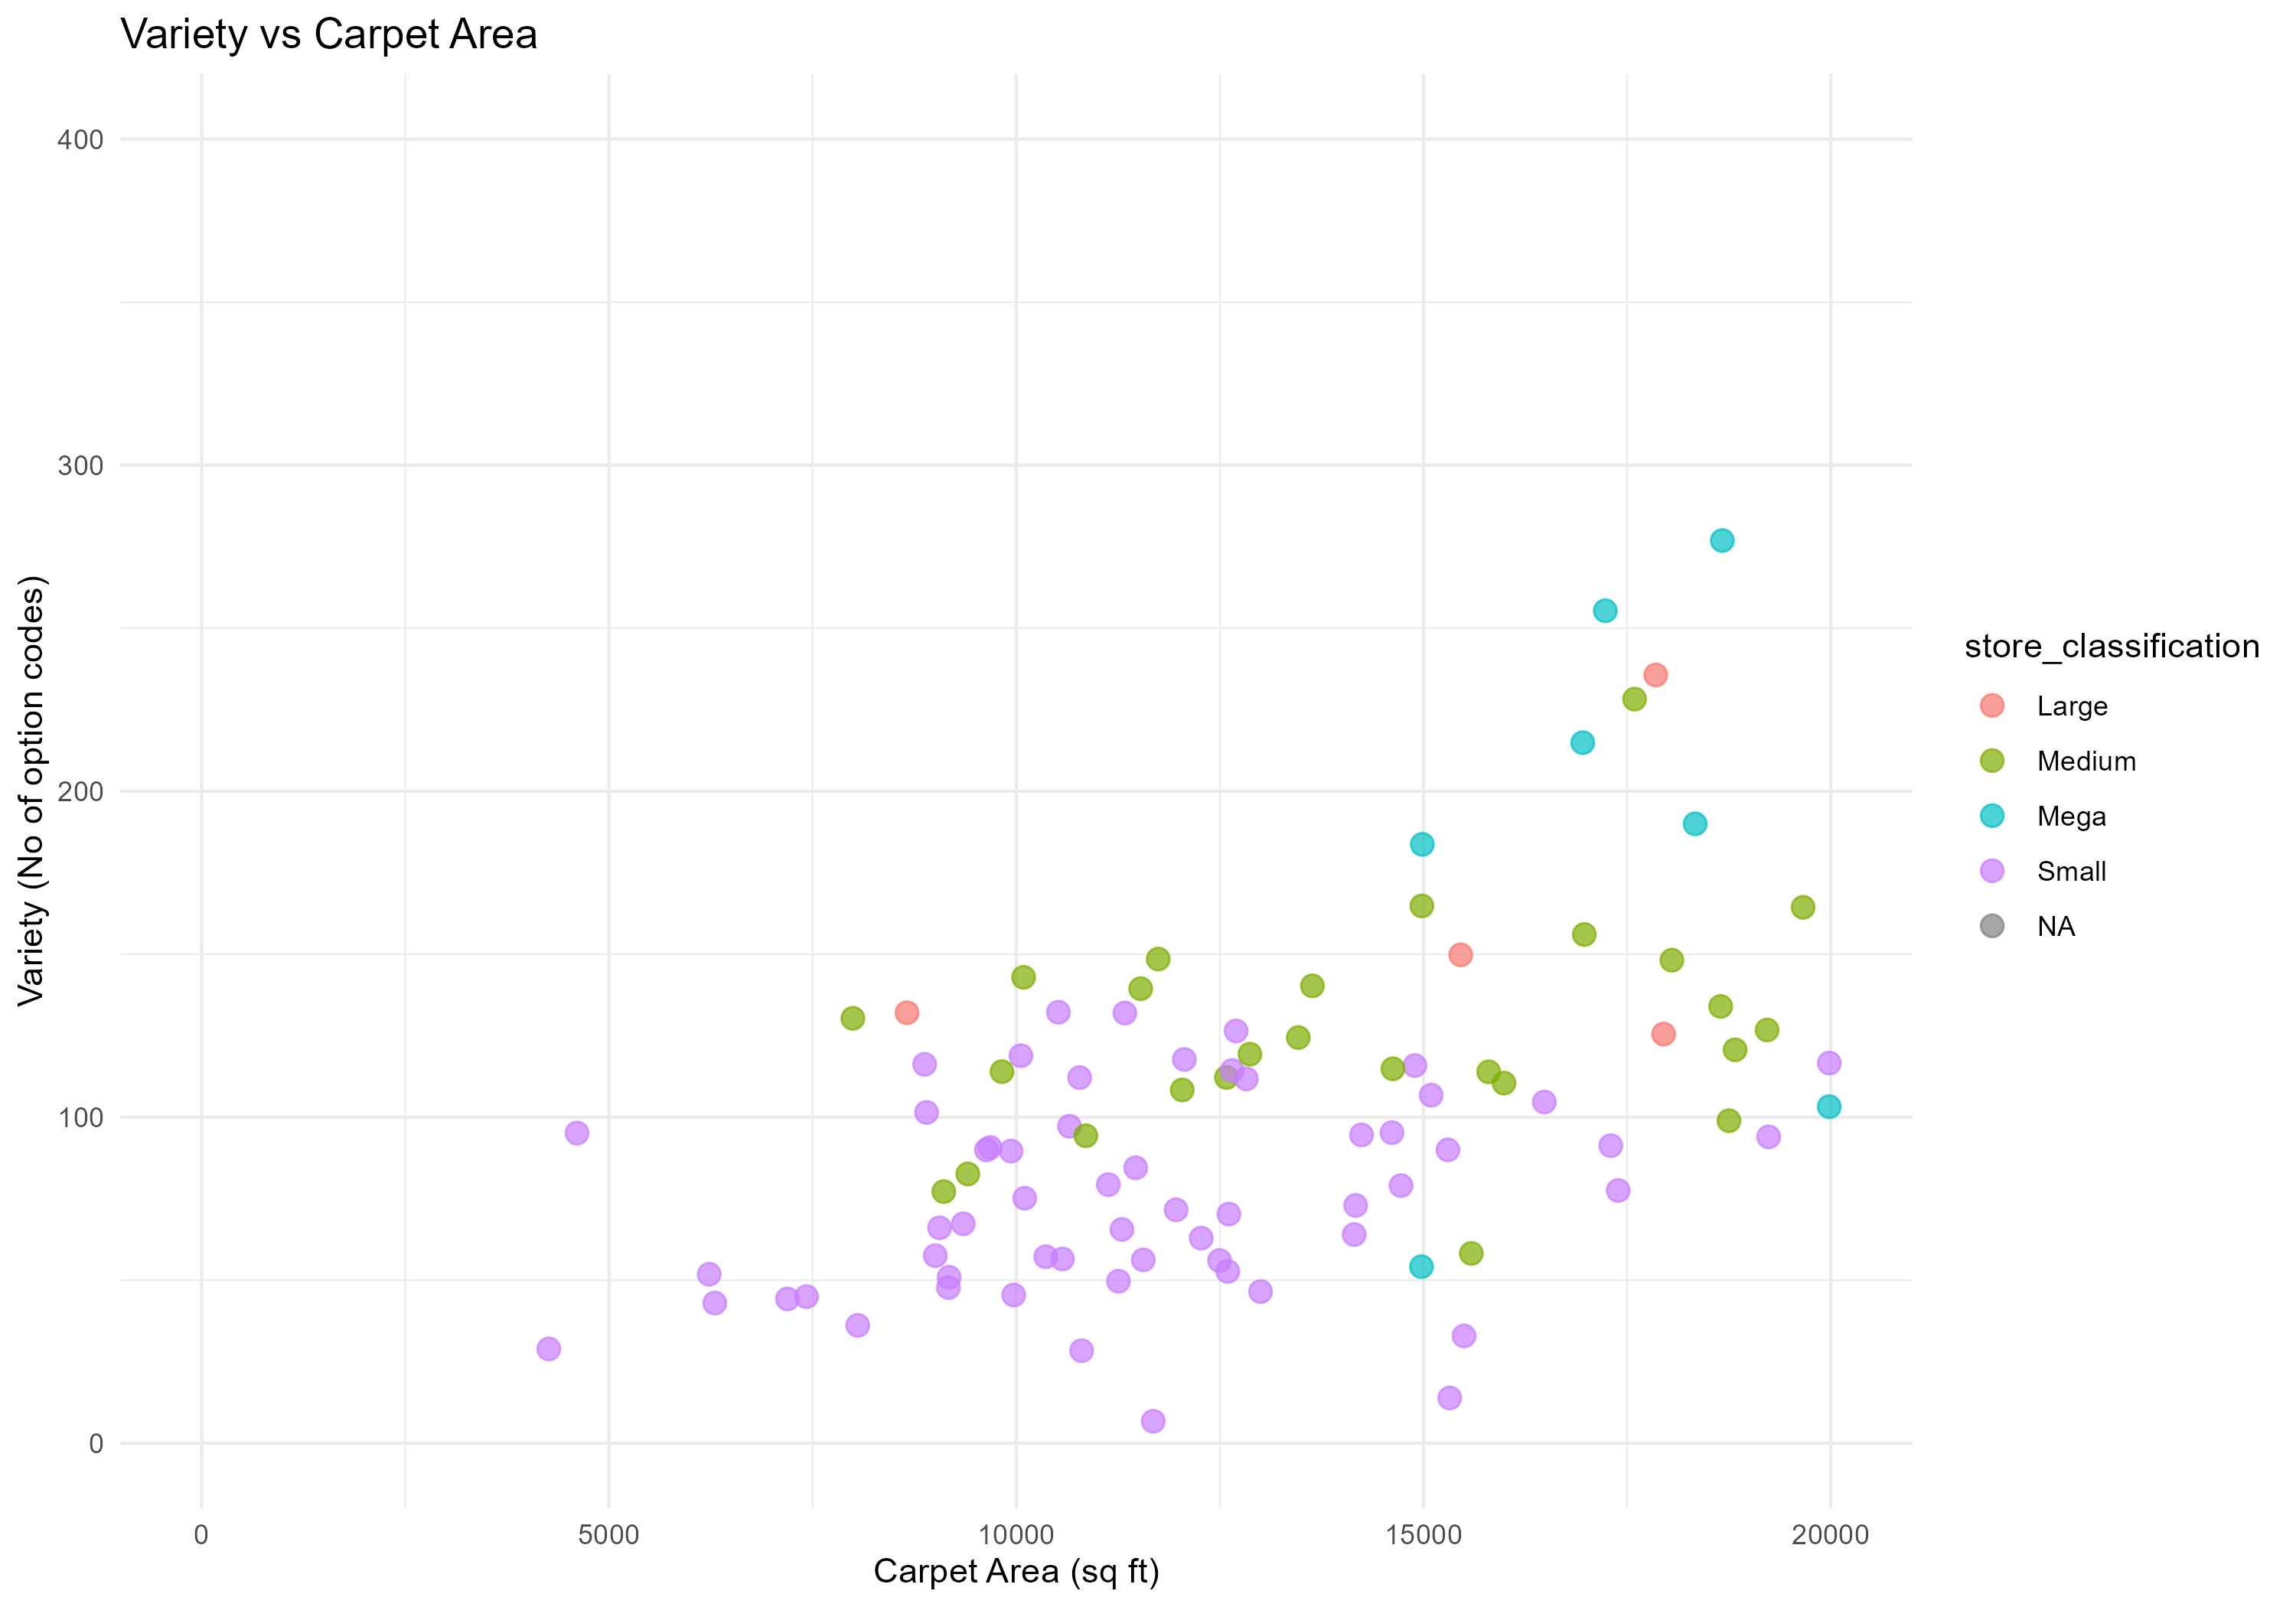 Variety vs Carpet Area
400
300
200
100
0
Variety (No of option codes)
0
5000
10000
15000
20000
Carpet Area (sq ft)
store_classification
Large
Medium
Mega
Small
NA